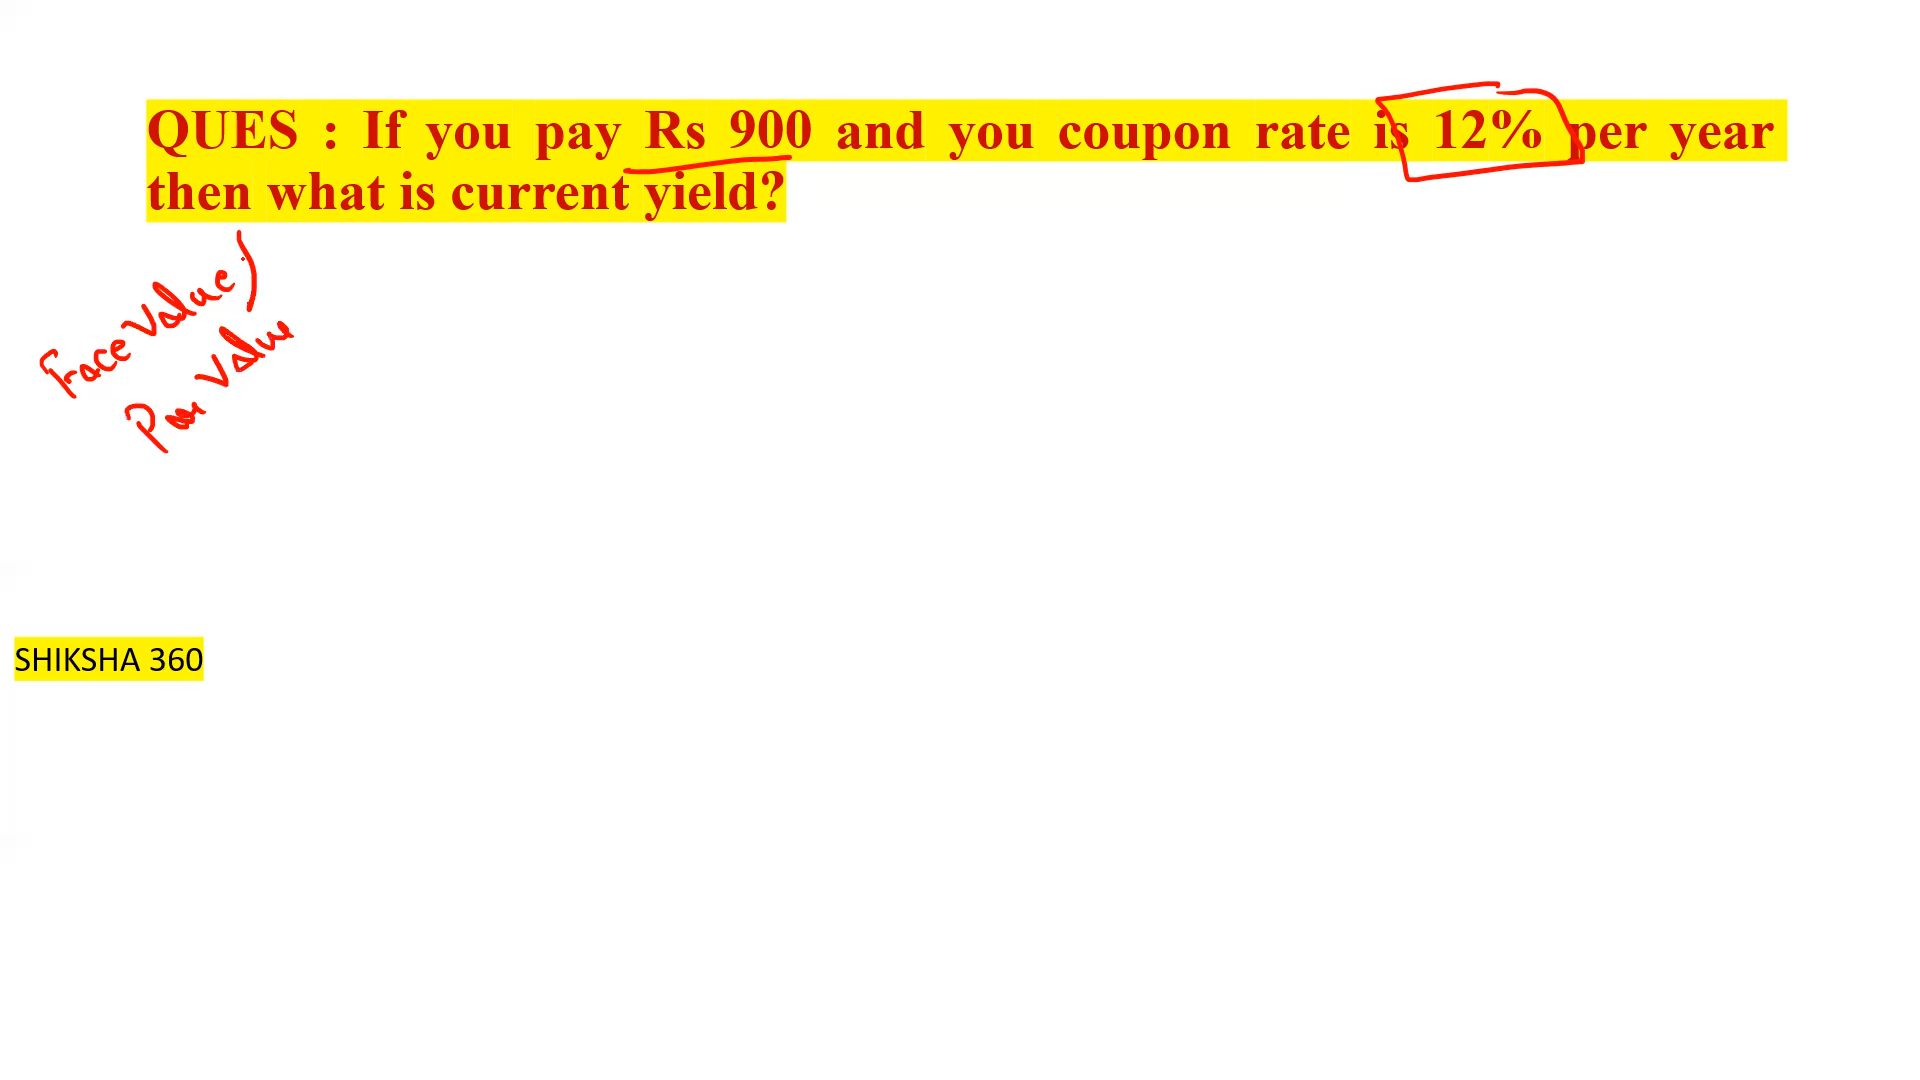 QUES : If you pay Rs 900 and you coupon rate is 12% per year
then what is current yield?
Face Value)
Par Value
SHIKSHA 360